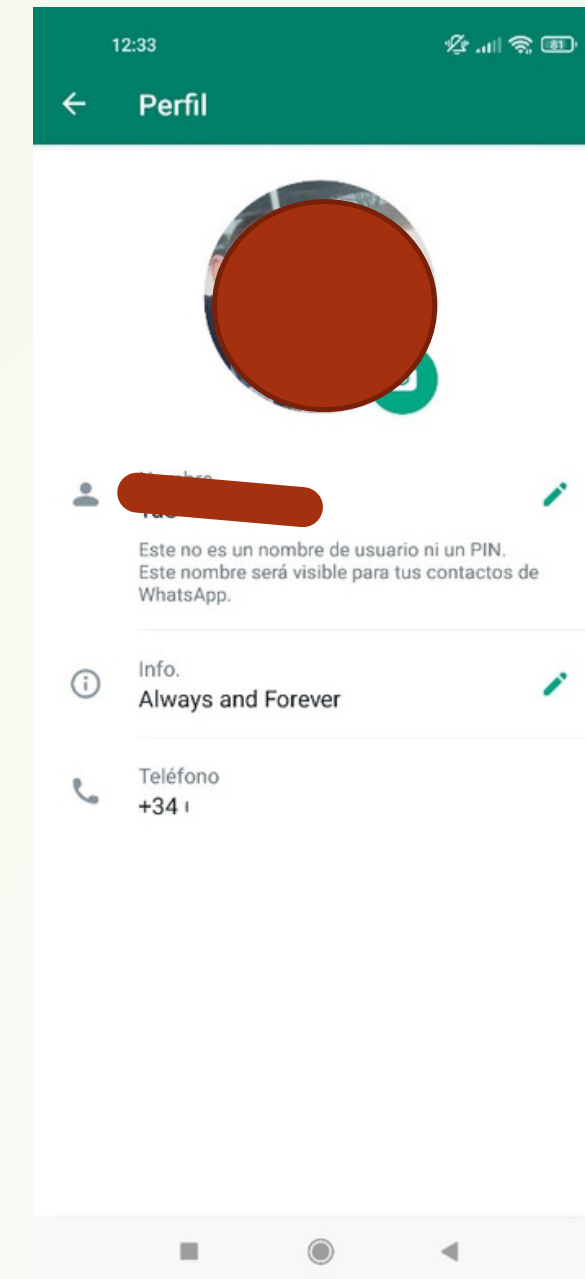 12:33
81
Perfil
Este no es un nombre de usuario ni un PIN.
Este nombre será visible para tus contactos de
WhatsApp.
Info.
Always and Forever
Teléfono
+34